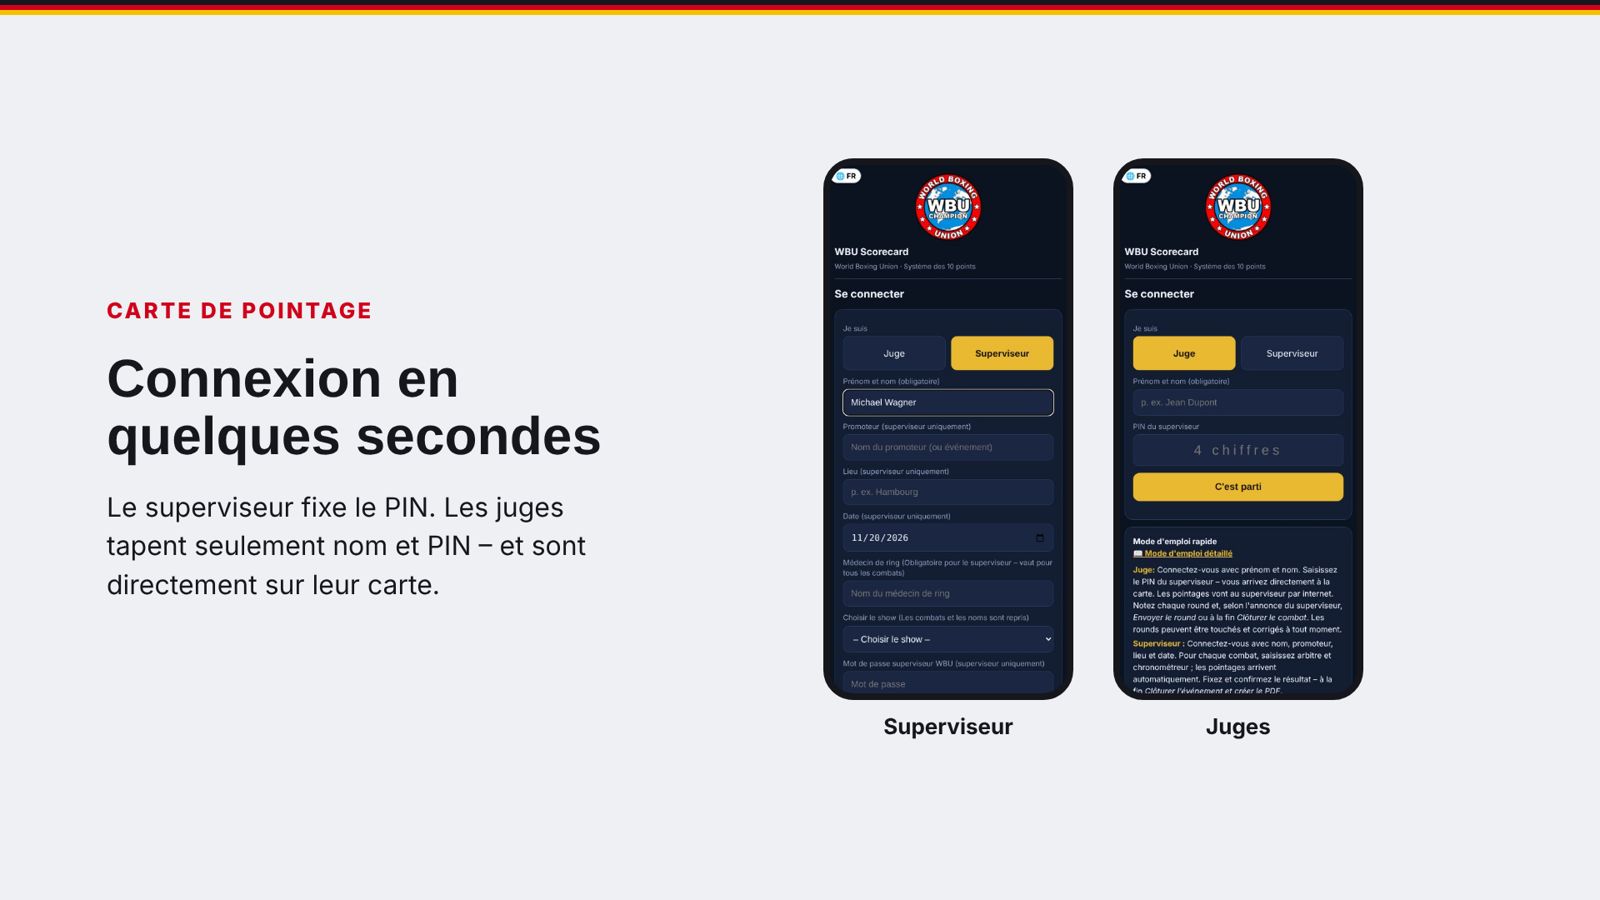 CARTE DE POINTAGE
Connexion en
quelques secondes
Le superviseur fixe le PIN. Les juges
tapent seulement nom et PIN – et sont
directement sur leur carte.
FR
WORLD BOXING
WBU
CHAMPION
UNION
WBU Scorecard
World Boxing Union · Système des 10 points
Se connecter
Je suis
Juge
Superviseur
Prénom et nom (obligatoire)
Michael Wagner
Promoteur (superviseur uniquement)
Nom du promoteur (ou événement)
Lieu (superviseur uniquement)
p. ex. Hambourg
Date (superviseur uniquement)
11/20/2026
Médecin de ring (Obligatoire pour le superviseur – vaut pour
tous les combats)
Nom du médecin de ring
Choisir le show (Les combats et les noms sont repris)
– Choisir le show –
Mot de passe superviseur WBU (superviseur uniquement)
Mot de passe
Superviseur
FR
WORLD BOXING
WBU
CHAMPION
UNION
WBU Scorecard
World Boxing Union · Système des 10 points
Se connecter
Je suis
Juge
Superviseur
Prénom et nom (obligatoire)
p. ex. Jean Dupont
PIN du superviseur
4 chiffres
C'est parti
Mode d'emploi rapide
Mode d'emploi détaillé
Juge: Connectez-vous avec prénom et nom. Saisissez
le PIN du superviseur – vous arrivez directement à la
carte. Les pointages vont au superviseur par internet.
Notez chaque round et, selon l'annonce du superviseur,
Envoyer le round ou à la fin Clôturer le combat. Les
rounds peuvent être touchés et corrigés à tout moment.
Superviseur : Connectez-vous avec nom, promoteur,
lieu et date. Pour chaque combat, saisissez arbitre et
chronométreur ; les pointages arrivent
automatiquement. Fixez et confirmez le résultat – à la
fin Clôturer l'événement et créer le PDF.
Juges